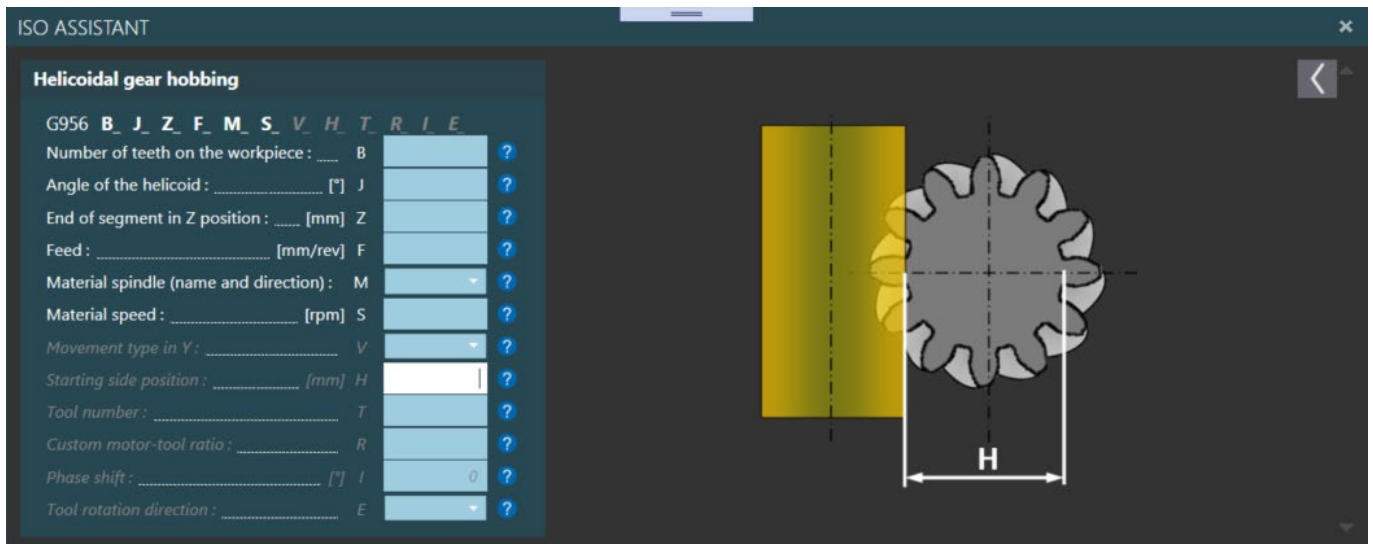 ISO ASSISTANT
Helicoidal gear hobbing
G956 B_ J_ Z_ F_ M_ S_ V_ H_ T_ R_ I_ E_
Number of teeth on the workpiece : B ?
Angle of the helicoid : [°] J ?
End of segment in Z position : [mm] Z ?
Feed : [mm/rev] F ?
Material spindle (name and direction) : M ?
Material speed : [rpm] S ?
Movement type in Y : V ?
Starting side position : [mm] H ?
Tool number : T ?
Custom motor-tool ratio : R ?
Phase shift : [°] I 0 ?
Tool rotation direction : E ?
H